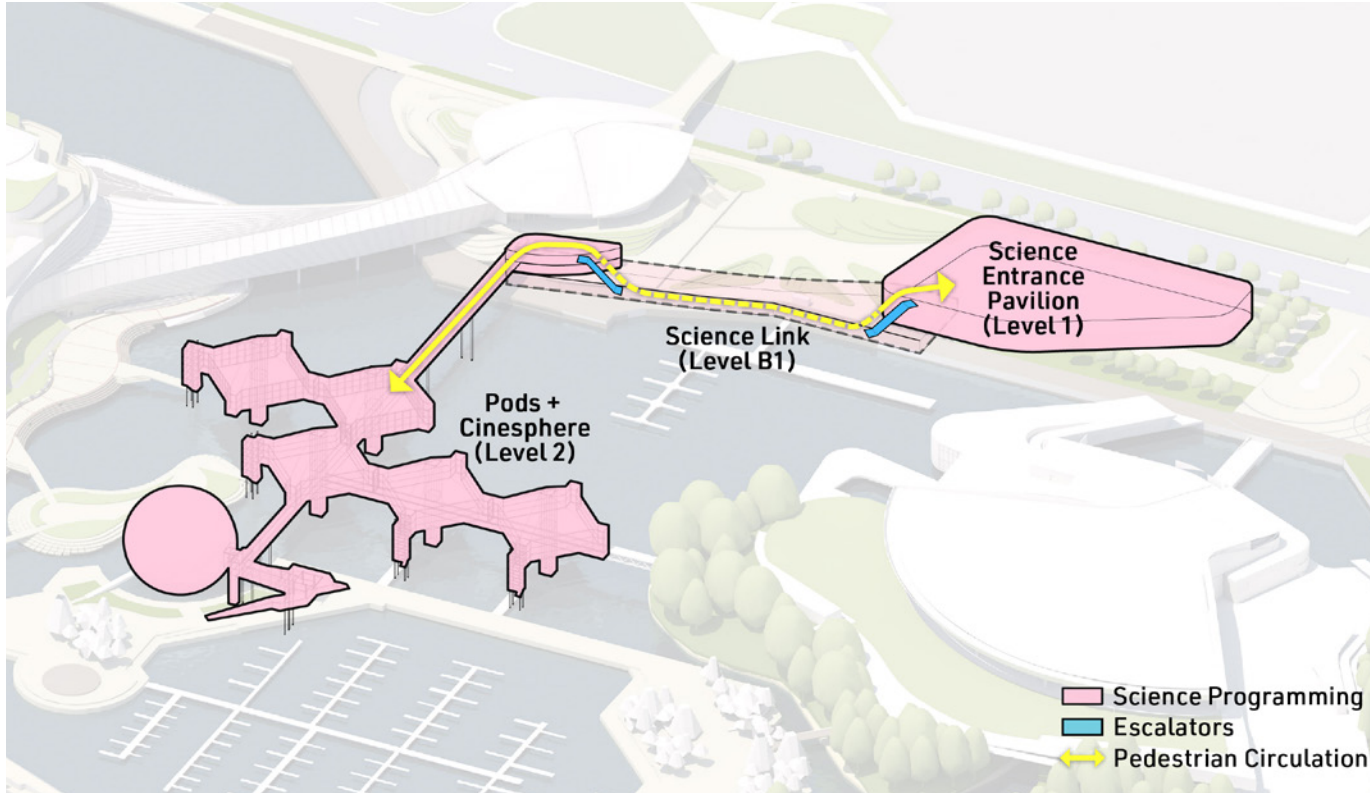 Science
Entrance
Pavilion
(Level 1)
Science Link
(Level B1)
Pods +
Cinesphere
(Level 2)
Science Programming
Escalators
Pedestrian Circulation